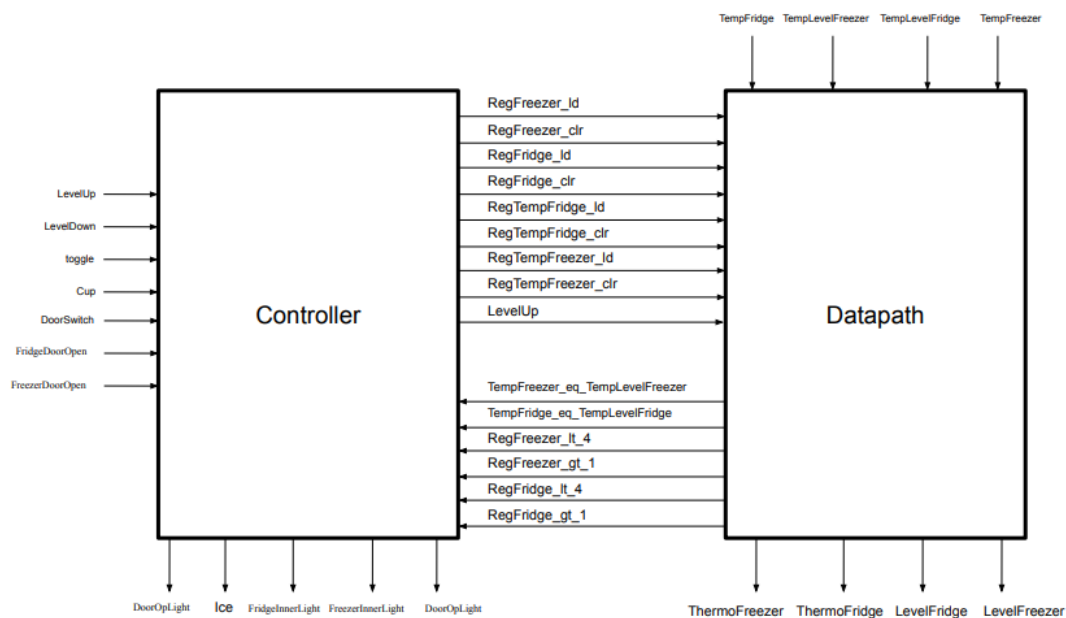 TempFridge TempLevelFreezer TempLevelFridge TempFreezer
RegFreezer_ld
RegFreezer_clr
RegFridge_ld
RegFridge_clr
LevelUp
RegTempFridge_ld
LevelDown
RegTempFridge_clr
toggle
RegTempFreezer_ld
Cup
RegTempFreezer_clr
DoorSwitch
LevelUp
Controller
Datapath
FridgeDoorOpen
FreezerDoorOpen
TempFreezer_eq_TempLevelFreezer
TempFridge_eq_TempLevelFridge
RegFreezer_lt_4
RegFreezer_gt_1
RegFridge_lt_4
RegFridge_gt_1
DoorOpLight Ice FridgeInnerLight FreezerInnerLight DoorOpLight
ThermoFreezer ThermoFridge LevelFridge LevelFreezer